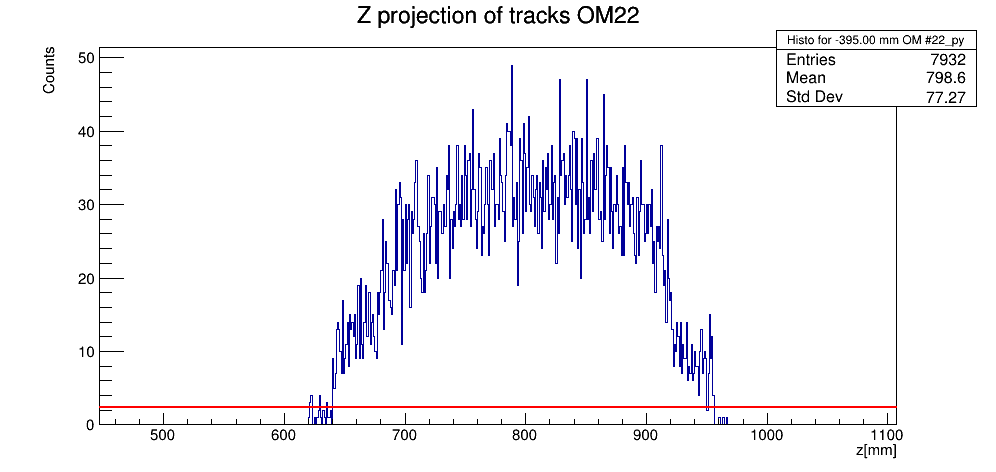 Z projection of tracks OM22
Histo for -395.00 mm OM #22_py
Entries 7932
Mean 798.6
Std Dev 77.27
Counts
50
40
30
20
10
0
500 600 700 800 900 1000 1100
z[mm]